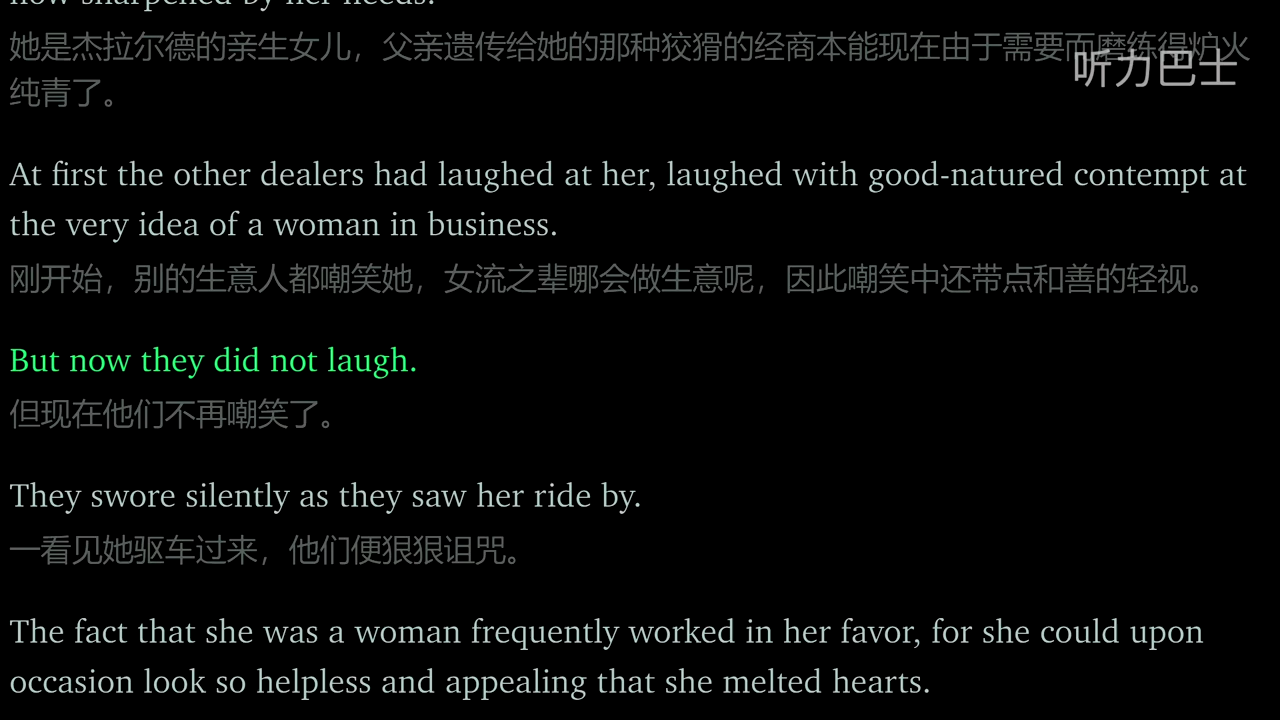 now sharpened by her needs.
她是杰拉尔德的亲生女儿，父亲遗传给她的那种狡猾的经商本能现在由于需要而磨练得炉火
纯青了。
听力巴士
At first the other dealers had laughed at her, laughed with good-natured contempt at
the very idea of a woman in business.
刚开始，别的生意人都嘲笑她，女流之辈哪会做生意呢，因此嘲笑中还带点和善的轻视。
But now they did not laugh.
但现在他们不再嘲笑了。
They swore silently as they saw her ride by.
一看见她驱车过来，他们便狠狠诅咒。
The fact that she was a woman frequently worked in her favor, for she could upon
occasion look so helpless and appealing that she melted hearts.